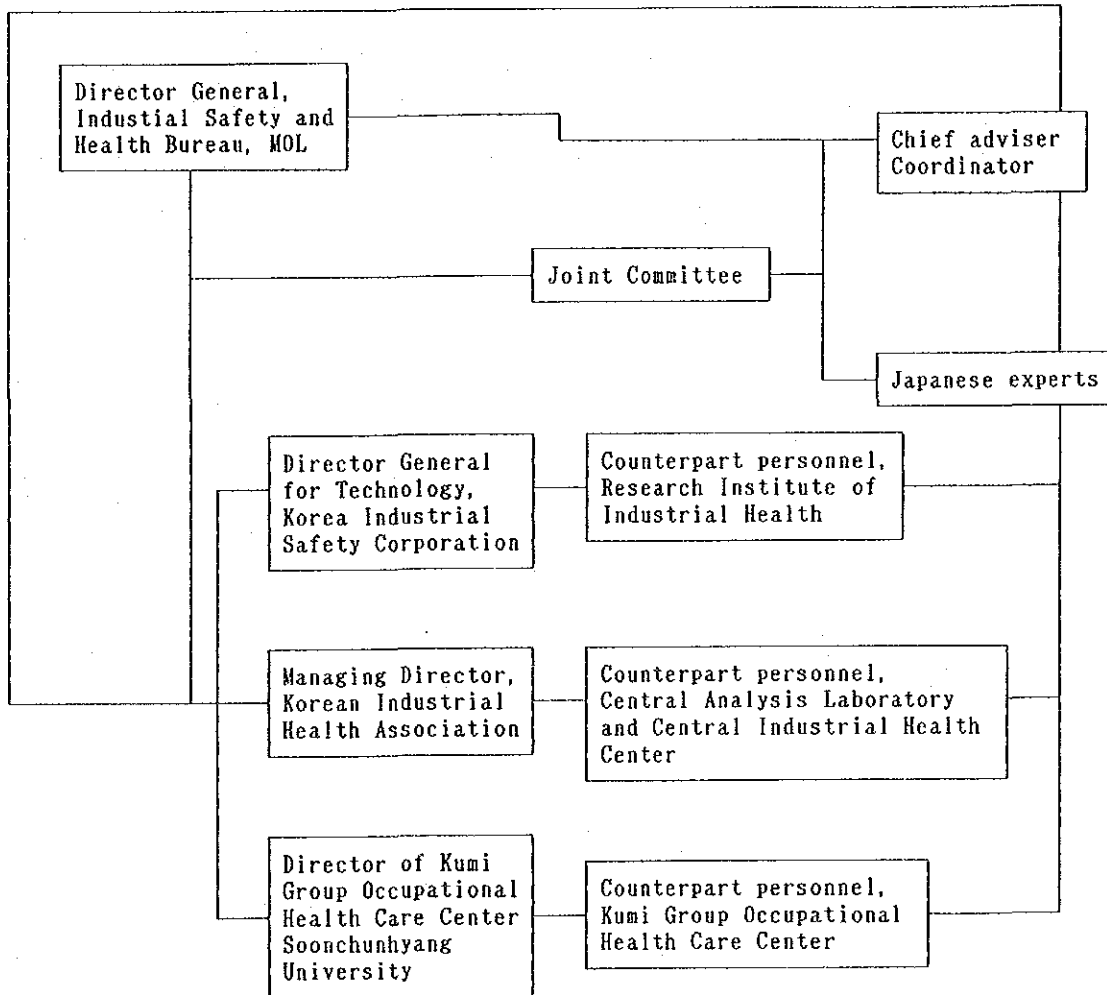 Director General,
Industial Safety and
Health Bureau, MOL
Chief adviser
Coordinator
Joint Committee
Japanese experts
Director General
for Technology,
Korea Industrial
Safety Corporation
Counterpart personnel,
Research Institute of
Industrial Health
Managing Director,
Korean Industrial
Health Association
Counterpart personnel,
Central Analysis Laboratory
and Central Industrial Health
Center
Director of Kumi
Group Occupational
Health Care Center
Soonchunhyang
University
Counterpart personnel,
Kumi Group Occupational
Health Care Center